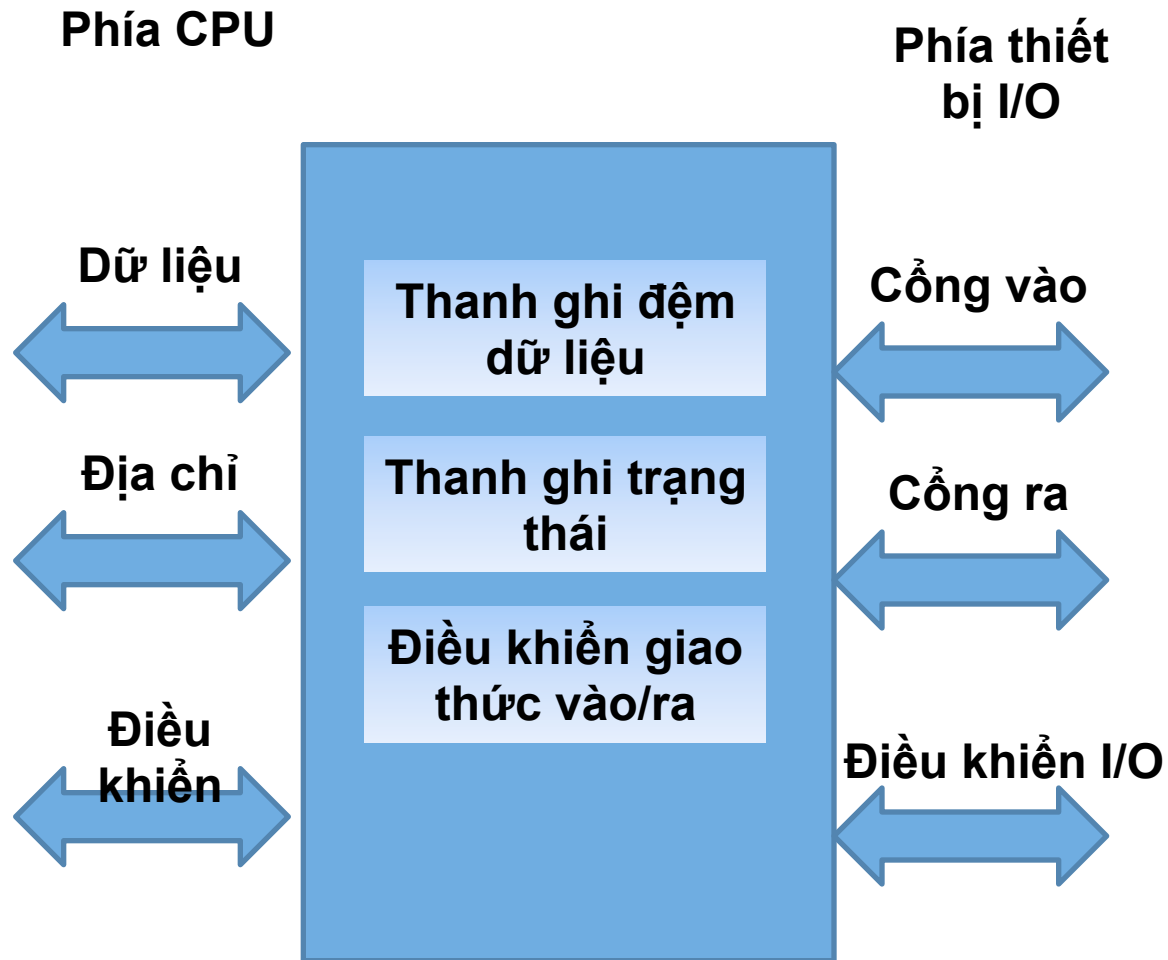 Phía CPU
Phía thiết
bị I/O
Dữ liệu
Địa chỉ
Điều
khiển
Thanh ghi đệm
dữ liệu
Thanh ghi trạng
thái
Điều khiển giao
thức vào/ra
Cổng vào
Cổng ra
Điều khiển I/O